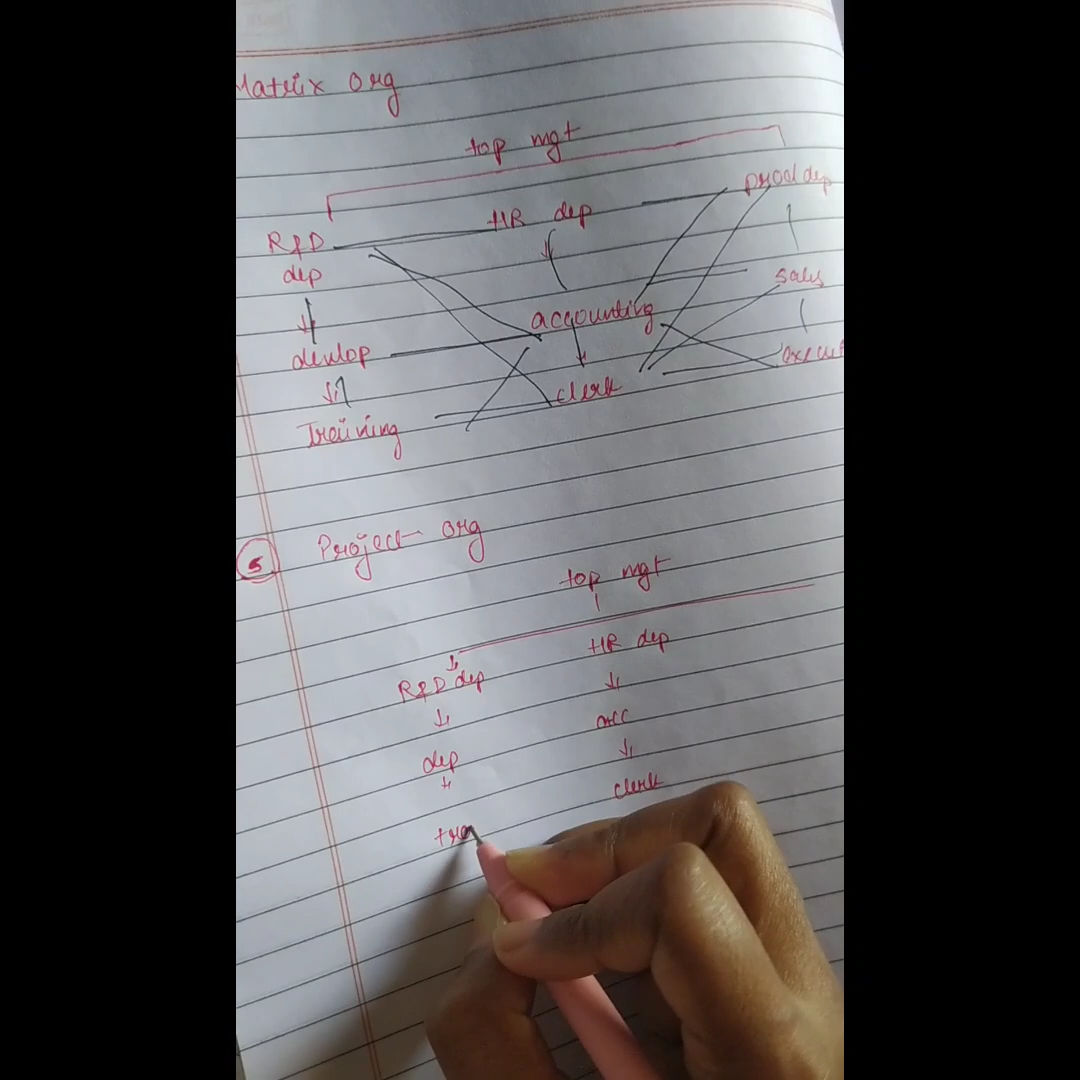 Matrix Org
top mgt
R&D HR dep prod dep
dep
accounting sales
develop clerk execut
Treining
5 Project org
top mgt
R&D dep HR dep
dep acc
clerk
tra